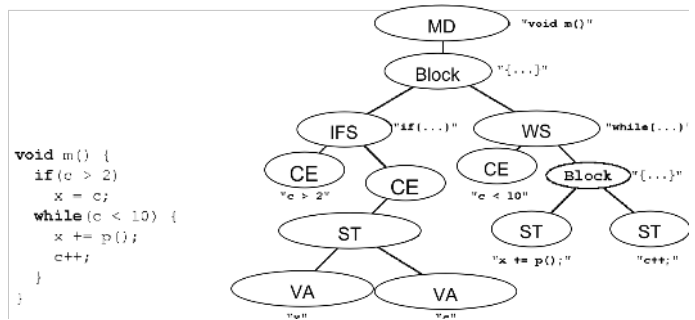 MD "void m()"
Block "{...}"
IFS "if(...)" WS "while(...)"
CE CE CE Block "{...}"
"c > 2" "c < 10"
ST ST ST
"x += p();" "c++;"
VA VA
"x" "c"
void m() {
if(c > 2)
x = c;
while(c < 10) {
x += p();
c++;
}
}